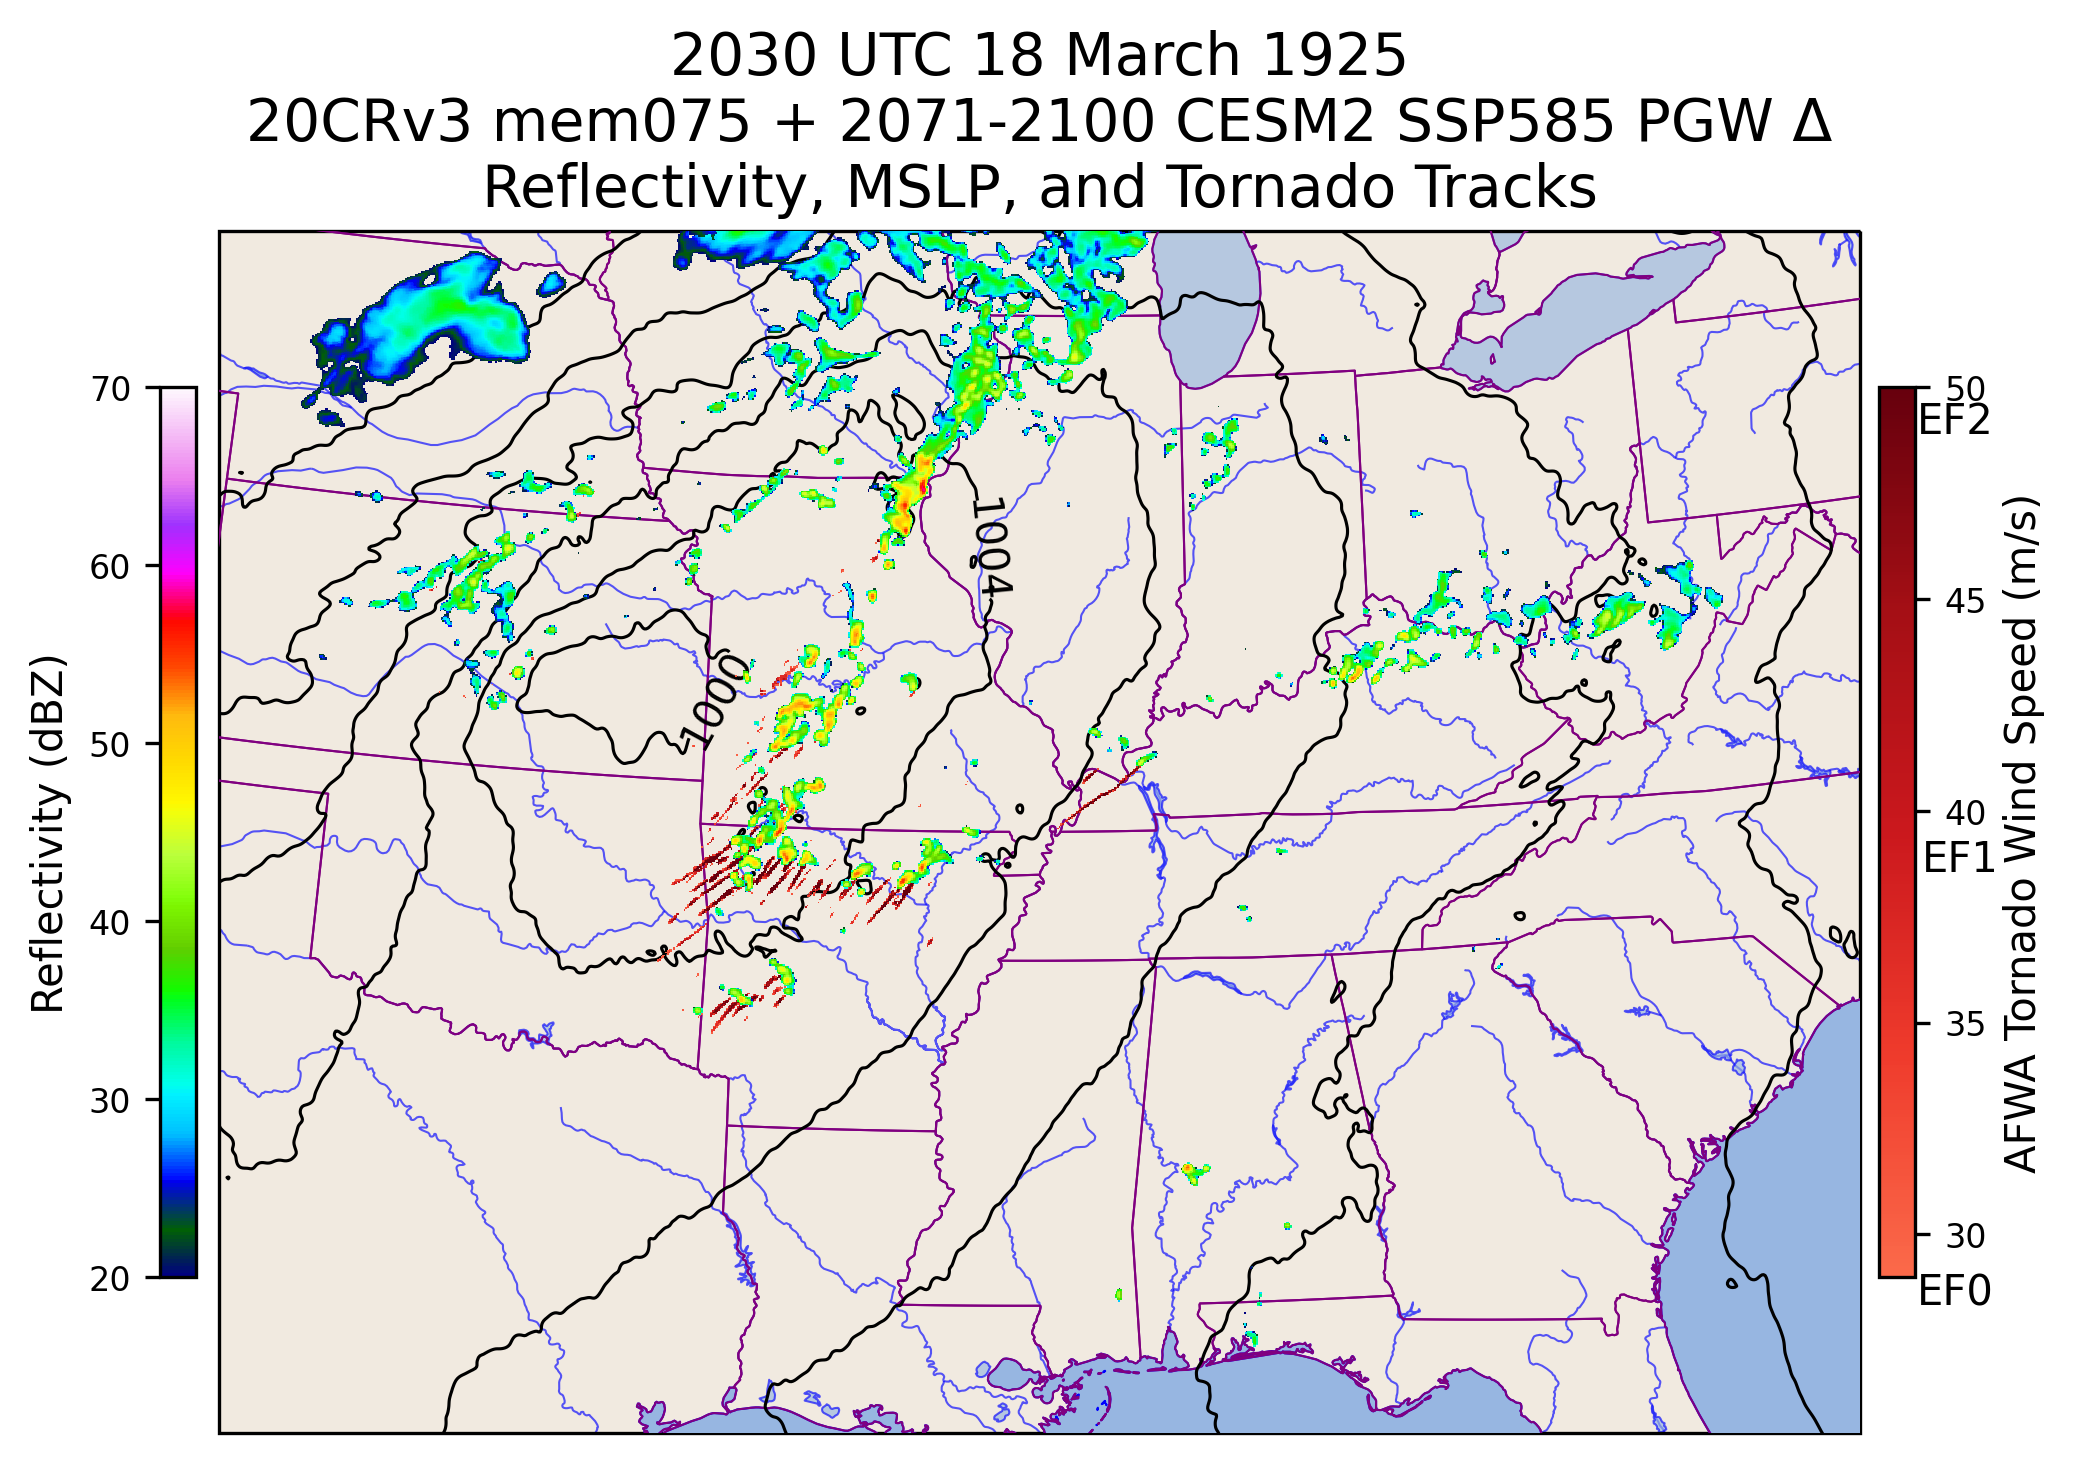 2030 UTC 18 March 1925
20CRv3 mem075 + 2071-2100 CESM2 SSP585 PGW Δ
Reflectivity, MSLP, and Tornado Tracks
70
60
50
40
30
20
Reflectivity (dBZ)
1004
1000
50
EF2
45
40
EF1
35
30
EF0
AFWA Tornado Wind Speed (m/s)